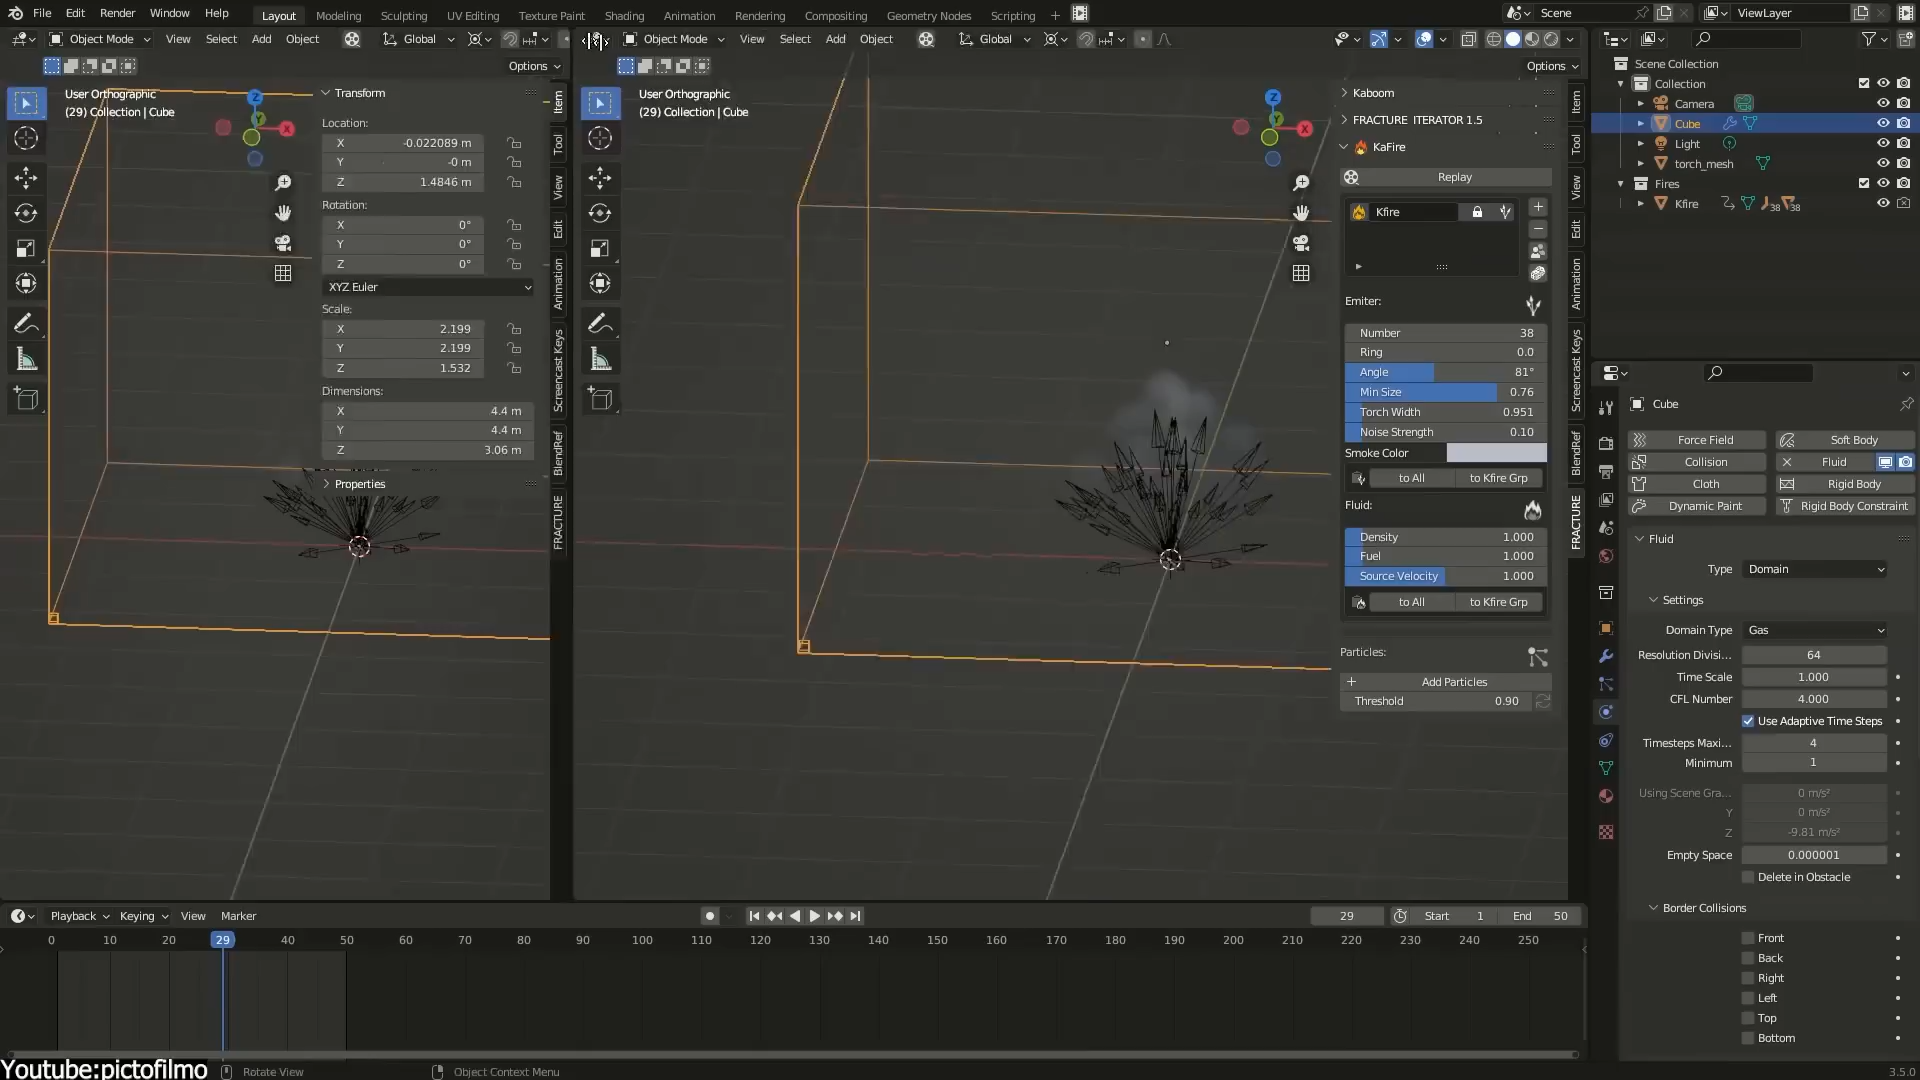 File Edit Render Window Help Layout Modeling Sculpting UV Editing Texture Paint Shading Animation Rendering Compositing Geometry Nodes Scripting + Scene ViewLayer
Object Mode View Select Add Object Global Object Mode View Select Add Object Global
Options Options
User Orthographic
(29) Collection | Cube
Transform
Location:
X -0.022089 m
Y -0 m
Z 1.4846 m
Rotation:
X 0°
Y 0°
Z 0°
XYZ Euler
Scale:
X 2.199
Y 2.199
Z 1.532
Dimensions:
X 4.4 m
Y 4.4 m
Z 3.06 m
Properties
Z
Y
X
Item
Tool
View
Edit
Animation
Screencast Keys
BlendRef
FRACTURE
User Orthographic
(29) Collection | Cube
Z
Y
X
Kaboom
FRACTURE ITERATOR 1.5
KaFire
Replay
Kfire
Emiter:
Number 38
Ring 0.0
Angle 81°
Min Size 0.76
Torch Width 0.951
Noise Strength 0.10
Smoke Color
to All to Kfire Grp
Fluid:
Density 1.000
Fuel 1.000
Source Velocity 1.000
to All to Kfire Grp
Particles:
+ Add Particles
Threshold 0.90
Item
Tool
View
Edit
Animation
Screencast Keys
BlendRef
FRACTURE
Scene Collection
Collection
Camera
Cube
Light
torch_mesh
Fires
Kfire 38 38
Cube
Force Field Soft Body
Collision Fluid
Cloth Rigid Body
Dynamic Paint Rigid Body Constraint
Fluid
Type Domain
Settings
Domain Type Gas
Resolution Divisi... 64
Time Scale 1.000
CFL Number 4.000
Use Adaptive Time Steps
Timesteps Maxi... 4
Minimum 1
Using Scene Gra... 0 m/s²
Y 0 m/s²
Z -9.81 m/s²
Empty Space 0.000001
Delete in Obstacle
Border Collisions
Front
Back
Right
Left
Top
Bottom
Playback Keying View Marker 29 Start 1 End 50
0 10 20 29 40 50 60 70 80 90 100 110 120 130 140 150 160 170 180 190 200 210 220 230 240 250
Youtube:pictofilmo Rotate View Object Context Menu 3.5.0